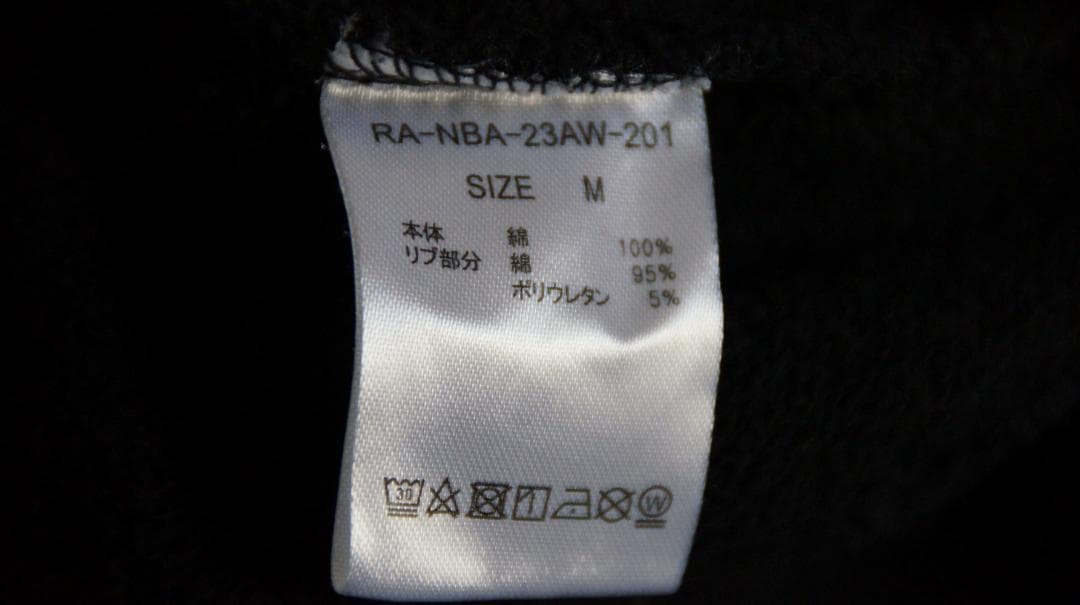 RA-NBA-23AW-201
SIZE M
本体 綿 100%
リブ部分 綿 95%
ポリウレタン 5%
30
W